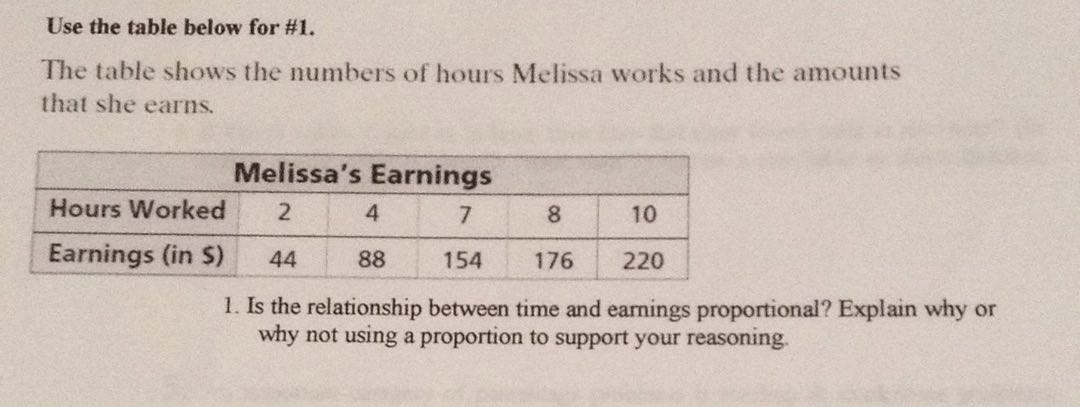 Use the table below for #1.
The table shows the numbers of hours Melissa works and the amounts
that she earns.
Melissa's Earnings
Hours Worked 2 4 7 8 10
Earnings (in $) 44 88 154 176 220
1. Is the relationship between time and earnings proportional? Explain why or
why not using a proportion to support your reasoning.